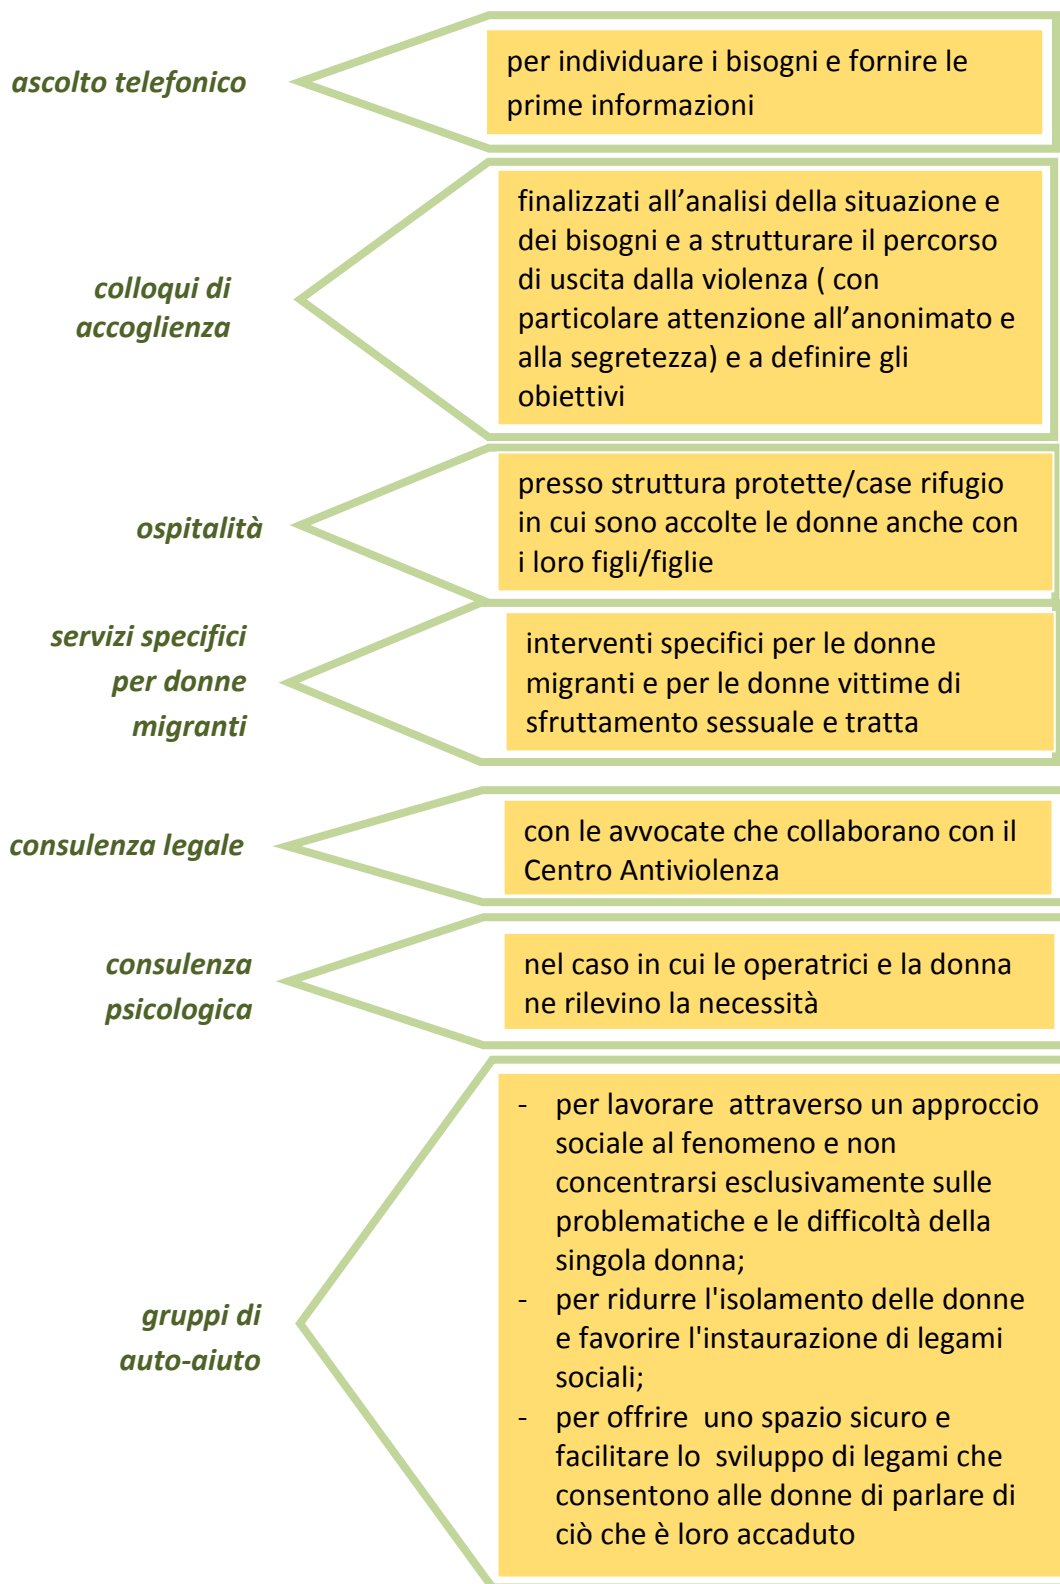 ascolto telefonico
per individuare i bisogni e fornire le
prime informazioni
colloqui di
accoglienza
finalizzati all’analisi della situazione e
dei bisogni e a strutturare il percorso
di uscita dalla violenza ( con
particolare attenzione all’anonimato e
alla segretezza) e a definire gli
obiettivi
ospitalità
presso struttura protette/case rifugio
in cui sono accolte le donne anche con
i loro figli/figlie
servizi specifici
per donne
migranti
interventi specifici per le donne
migranti e per le donne vittime di
sfruttamento sessuale e tratta
consulenza legale
con le avvocate che collaborano con il
Centro Antiviolenza
consulenza
psicologica
nel caso in cui le operatrici e la donna
ne rilevino la necessità
gruppi di
auto-aiuto
- per lavorare attraverso un approccio
sociale al fenomeno e non
concentrarsi esclusivamente sulle
problematiche e le difficoltà della
singola donna;
- per ridurre l'isolamento delle donne
e favorire l'instaurazione di legami
sociali;
- per offrire uno spazio sicuro e
facilitare lo sviluppo di legami che
consentono alle donne di parlare di
ciò che è loro accaduto